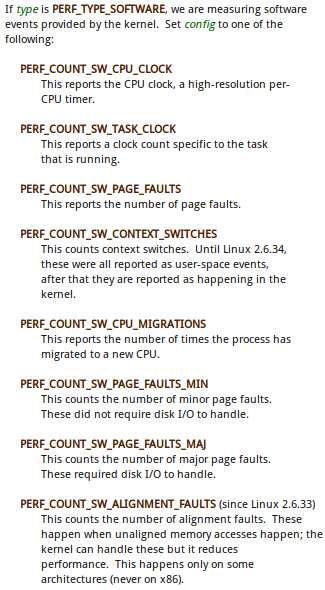 If type is PERF_TYPE_SOFTWARE, we are measuring software
events provided by the kernel.  Set config to one of the
following:
PERF_COUNT_SW_CPU_CLOCK
This reports the CPU clock, a high-resolution per-
CPU timer.
PERF_COUNT_SW_TASK_CLOCK
This reports a clock count specific to the task
that is running.
PERF_COUNT_SW_PAGE_FAULTS
This reports the number of page faults.
PERF_COUNT_SW_CONTEXT_SWITCHES
This counts context switches.  Until Linux 2.6.34,
these were all reported as user-space events,
after that they are reported as happening in the
kernel.
PERF_COUNT_SW_CPU_MIGRATIONS
This reports the number of times the process has
migrated to a new CPU.
PERF_COUNT_SW_PAGE_FAULTS_MIN
This counts the number of minor page faults.
These did not require disk I/O to handle.
PERF_COUNT_SW_PAGE_FAULTS_MAJ
This counts the number of major page faults.
These required disk I/O to handle.
PERF_COUNT_SW_ALIGNMENT_FAULTS (since Linux 2.6.33)
This counts the number of alignment faults.  These
happen when unaligned memory accesses happen; the
kernel can handle these but it reduces
performance.  This happens only on some
architectures (never on x86).